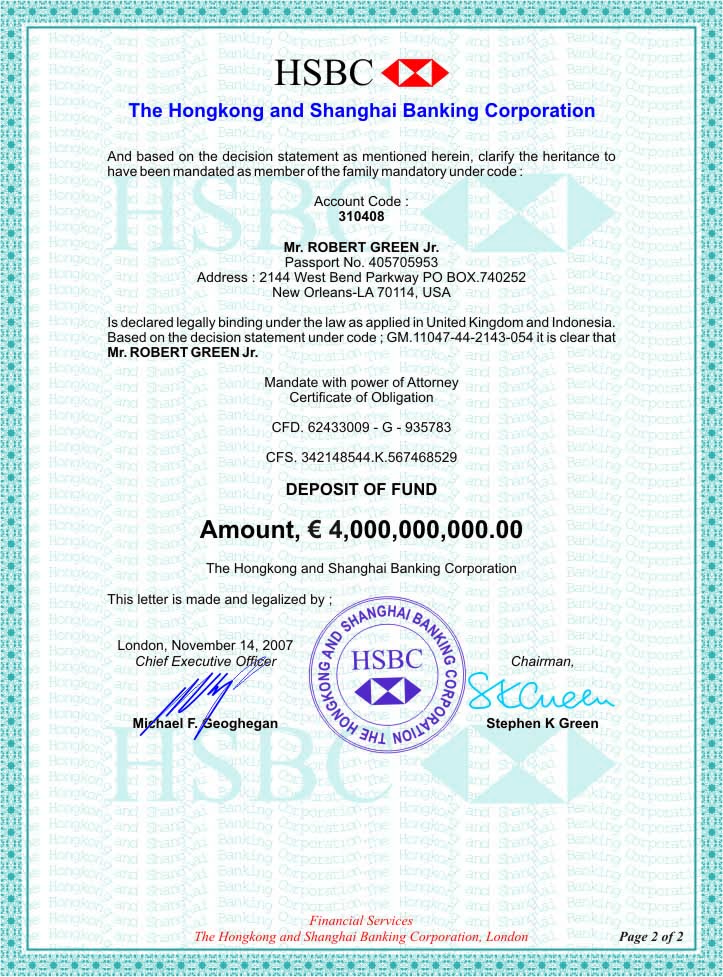 HSBC
The Hongkong and Shanghai Banking Corporation
And based on the decision statement as mentioned herein, clarify the heritance to
have been mandated as member of the family mandatory under code :
Account Code :
310408
Mr. ROBERT GREEN Jr.
Passport No. 405705953
Address : 2144 West Bend Parkway PO BOX.740252
New Orleans-LA 70114, USA
Is declared legally binding under the law as applied in United Kingdom and Indonesia.
Based on the decision statement under code ; GM.11047-44-2143-054 it is clear that
Mr. ROBERT GREEN Jr.
Mandate with power of Attorney
Certificate of Obligation
CFD. 62433009 - G - 935783
CFS. 342148544.K.567468529
DEPOSIT OF FUND
Amount, € 4,000,000,000.00
The Hongkong and Shanghai Banking Corporation
This letter is made and legalized by ;
London, November 14, 2007
Chief Executive Officer
Michael F. Geoghegan
THE HONGKONG AND SHANGHAI BANKING CORPORATION
HSBC
Chairman,
Stephen K Green
HSBC
HSBC
Financial Services
The Hongkong and Shanghai Banking Corporation, London
Page 2 of 2